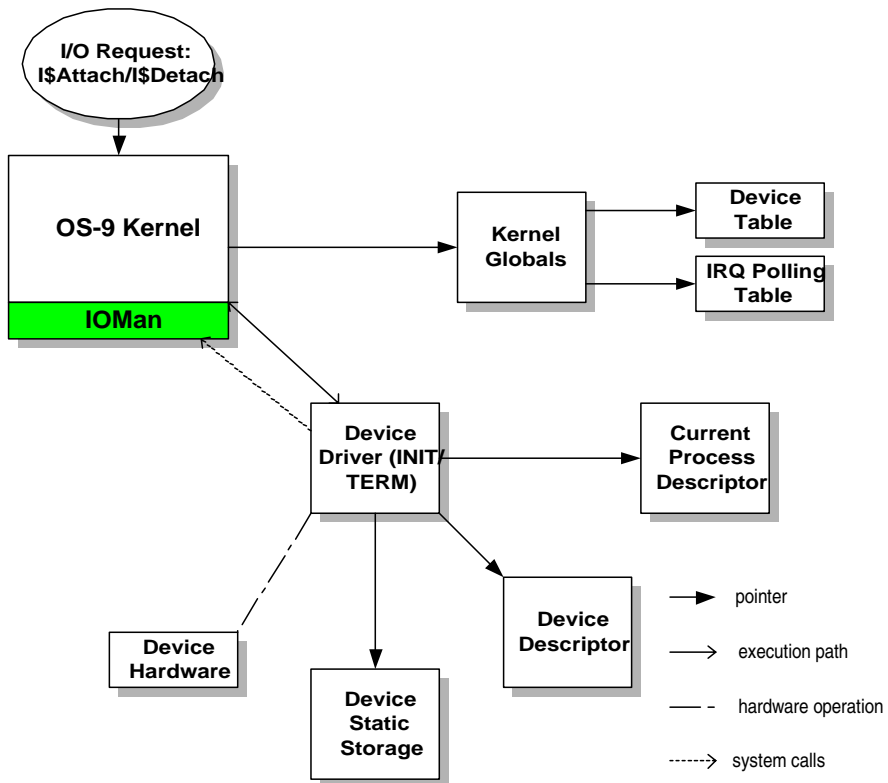 I/O Request:
I$Attach/I$Detach
OS-9 Kernel
IOMan
Kernel
Globals
Device
Table
IRQ Polling
Table
Device
Driver (INIT/
TERM)
Current
Process
Descriptor
Device
Hardware
Device
Static
Storage
Device
Descriptor
pointer
execution path
hardware operation
system calls